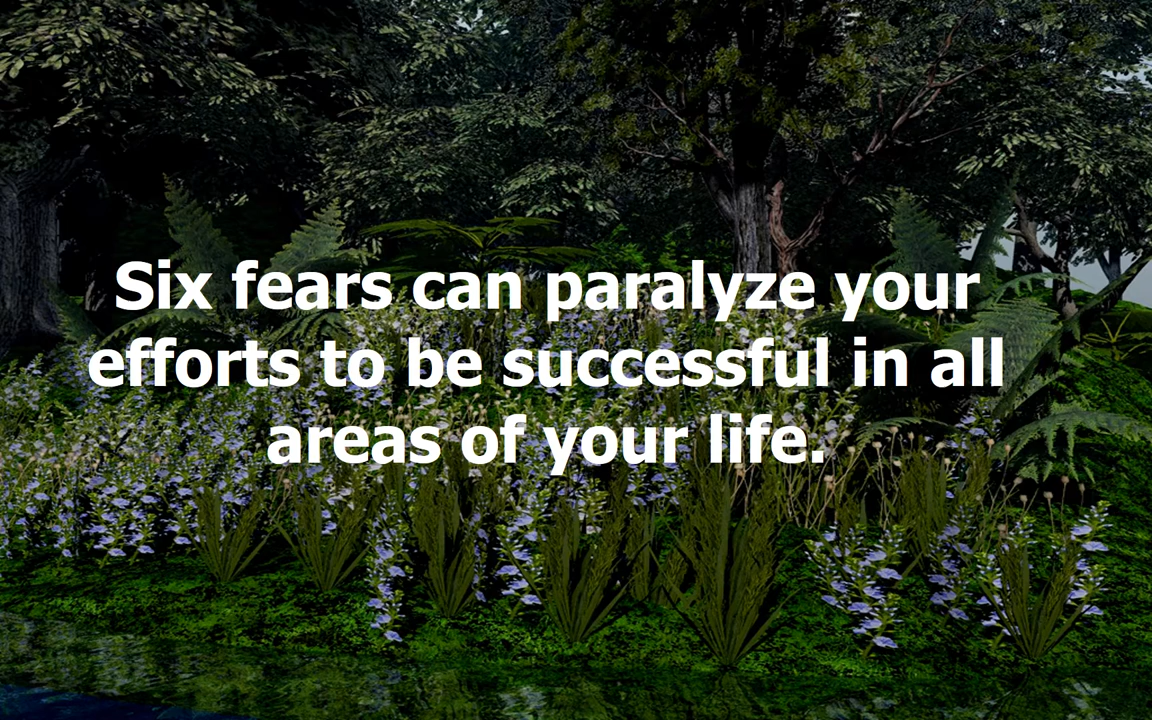 Six fears can paralyze your
efforts to be successful in all
areas of your life.